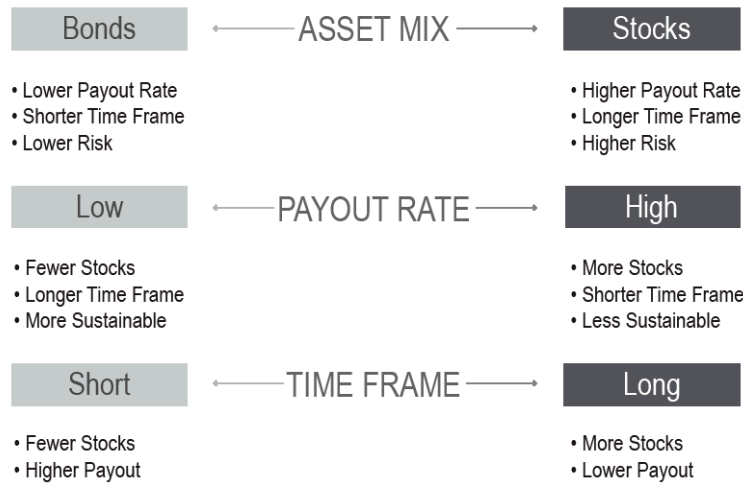 Bonds ASSET MIX Stocks
• Lower Payout Rate • Higher Payout Rate
• Shorter Time Frame • Longer Time Frame
• Lower Risk • Higher Risk
Low PAYOUT RATE High
• Fewer Stocks • More Stocks
• Longer Time Frame • Shorter Time Frame
• More Sustainable • Less Sustainable
Short TIME FRAME Long
• Fewer Stocks • More Stocks
• Higher Payout • Lower Payout